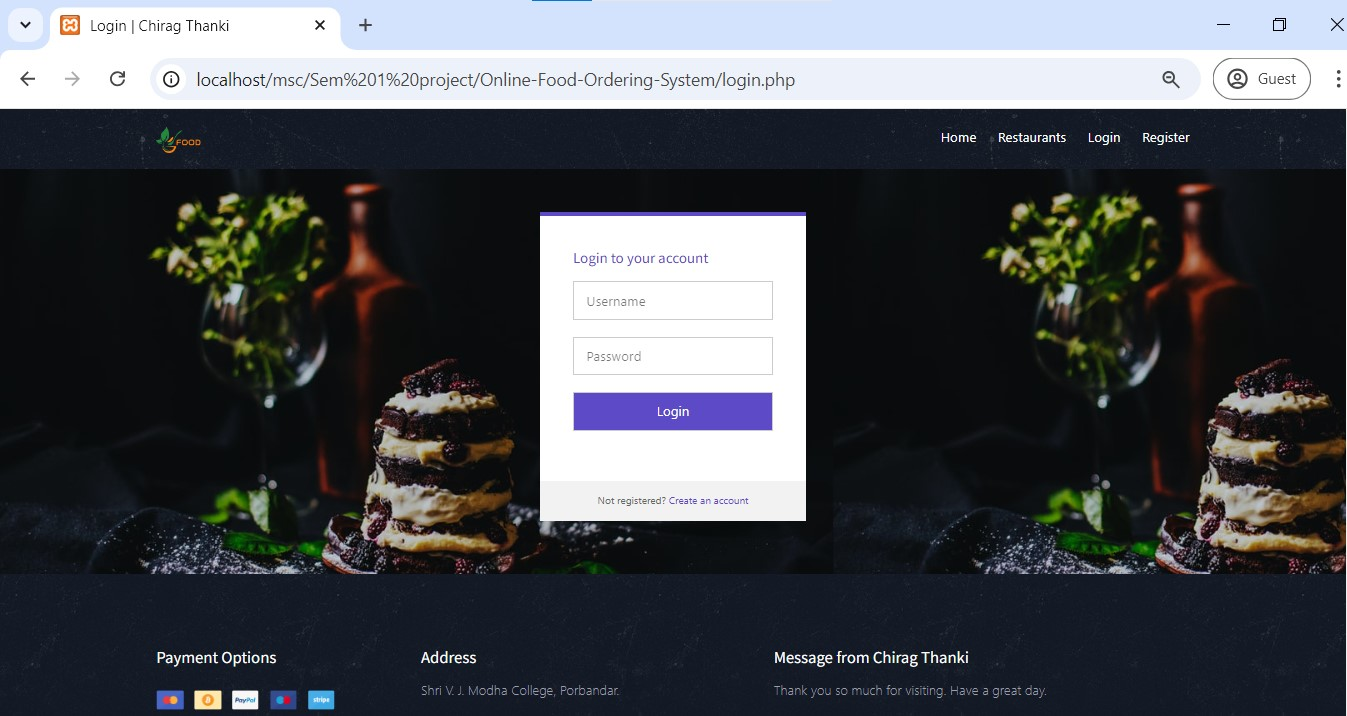 Login | Chirag Thanki
localhost/msc/Sem%201%20project/Online-Food-Ordering-System/login.php
Guest
FOOD
Home Restaurants Login Register
Login to your account
Username
Password
Login
Not registered? Create an account
Payment Options
Address
Message from Chirag Thanki
Shri V. J. Modha College, Porbandar.
Thank you so much for visiting. Have a great day.
PayPal
stripe